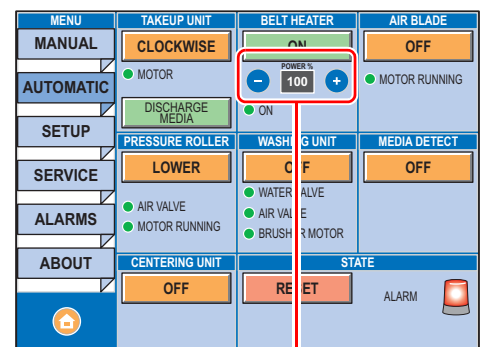 MENU
MANUAL
AUTOMATIC
SETUP
SERVICE
ALARMS
ABOUT
TAKEUP UNIT
CLOCKWISE
MOTOR
DISCHARGE
MEDIA
BELT HEATER
ON
POWER %
100
ON
AIR BLADE
OFF
MOTOR RUNNING
PRESSURE ROLLER
LOWER
AIR VALVE
MOTOR RUNNING
WASHING UNIT
OFF
WATER VALVE
AIR VALVE
BRUSHER MOTOR
MEDIA DETECT
OFF
CENTERING UNIT
OFF
STATE
RESET
ALARM